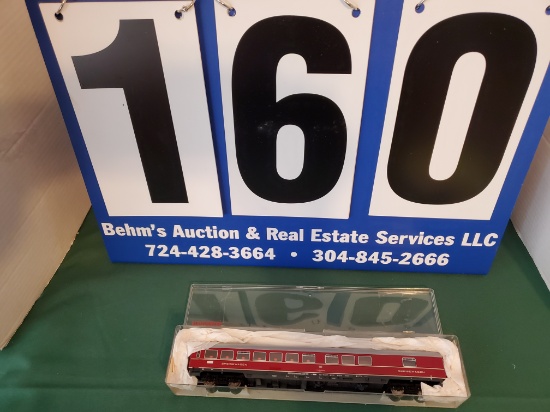 160
Behm's Auction & Real Estate Services LLC
724-428-3664 • 304-845-2666